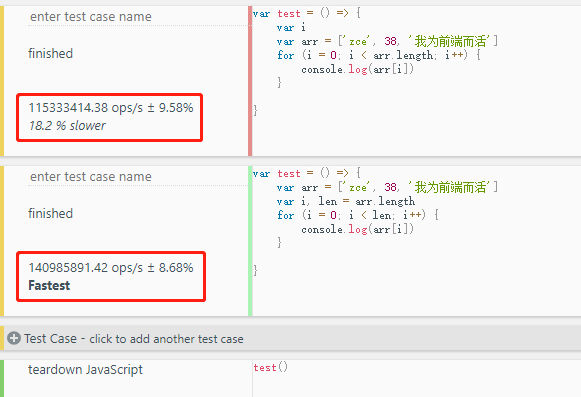 enter test case name
finished
115333414.38 ops/s ± 9.58%
18.2 % slower
var test = () => {
    var i
    var arr = ['zce', 38, '我为前端而活']
    for (i = 0; i < arr.length; i++) {
        console.log(arr[i])
    }
}
enter test case name
finished
140985891.42 ops/s ± 8.68%
Fastest
var test = () => {
    var arr = ['zce', 38, '我为前端而活']
    var i, len = arr.length
    for (i = 0; i < len; i++) {
        console.log(arr[i])
    }
}
Test Case - click to add another test case
teardown JavaScript
test()